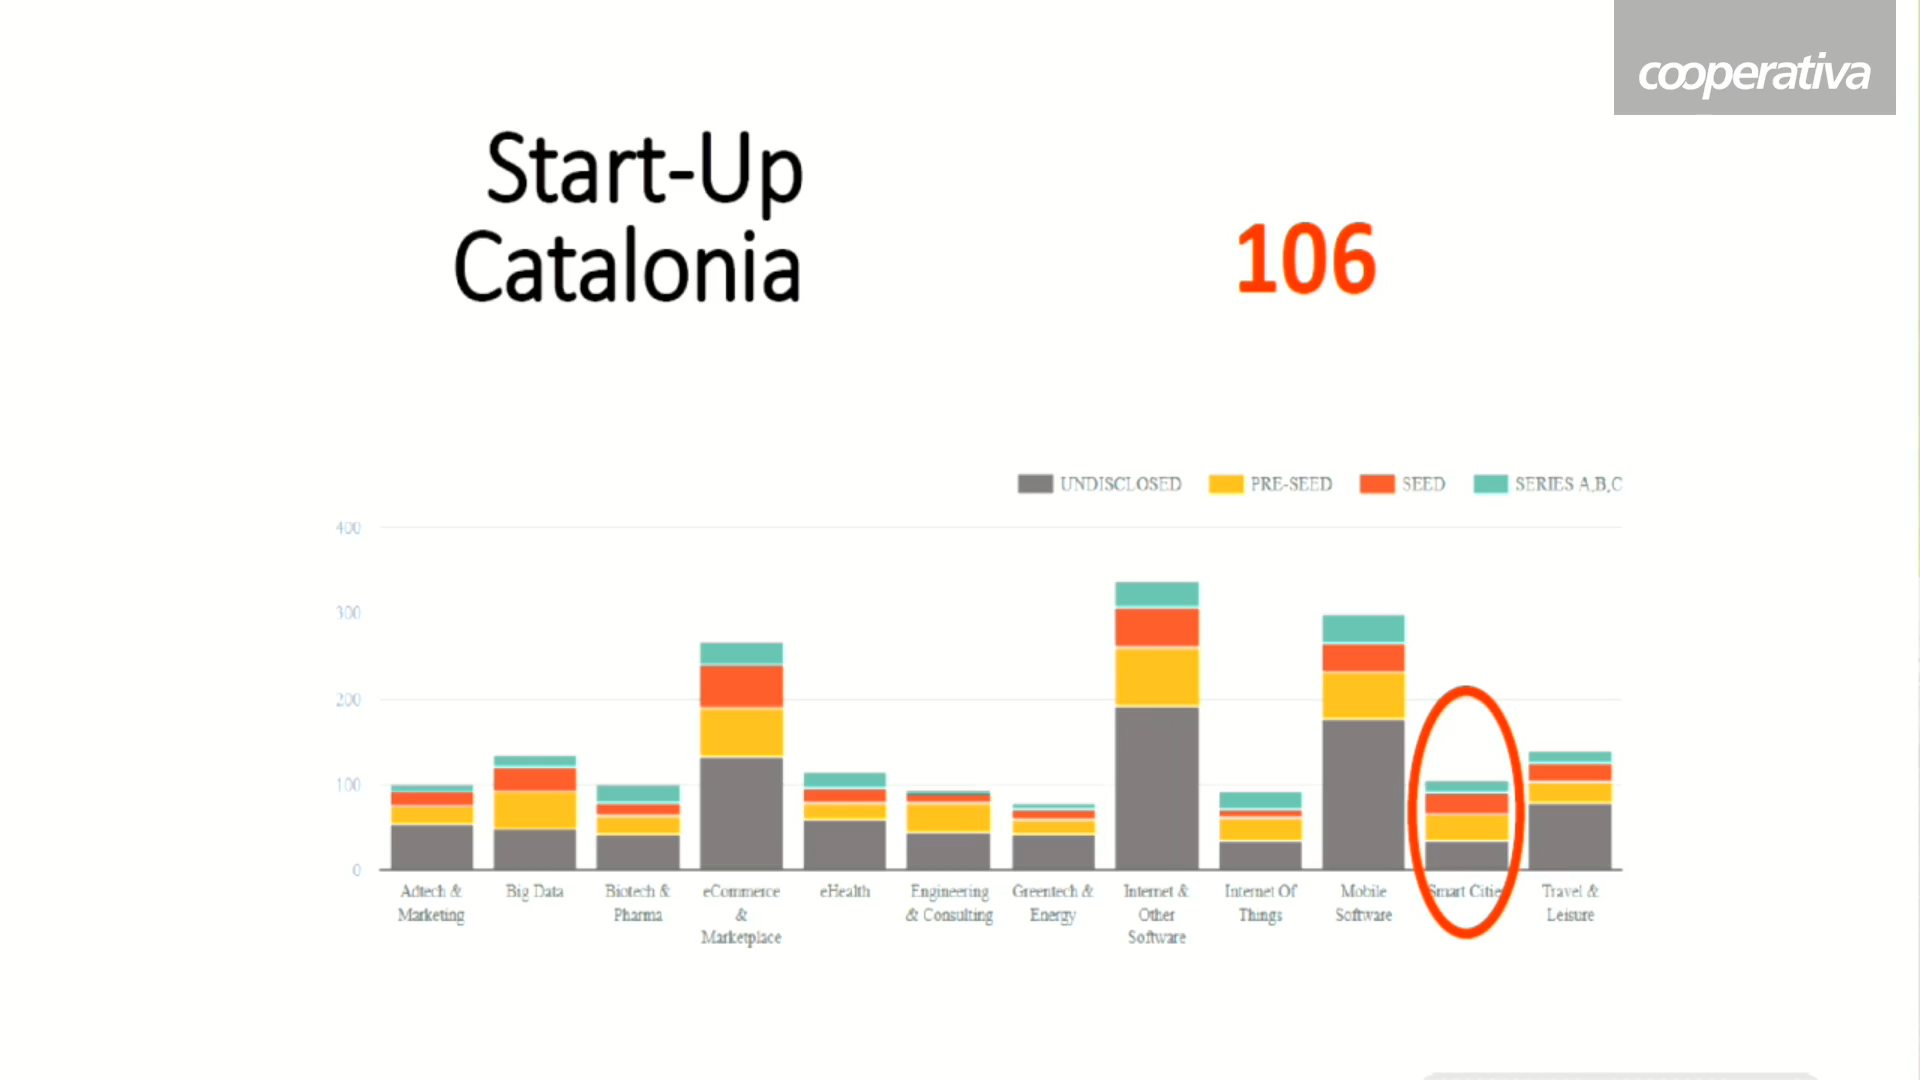 cooperativa
Start-Up
Catalonia
106
UNDISCLOSED PRE-SEED SEED SERIES A,B,C
400
300
200
100
0
Adtech &
Marketing
Big Data
Biotech &
Pharma
eCommerce
&
Marketplace
eHealth
Engineering
& Consulting
Greentech &
Energy
Internet &
Other
Software
Internet Of
Things
Mobile
Software
Smart Cities
Travel &
Leisure